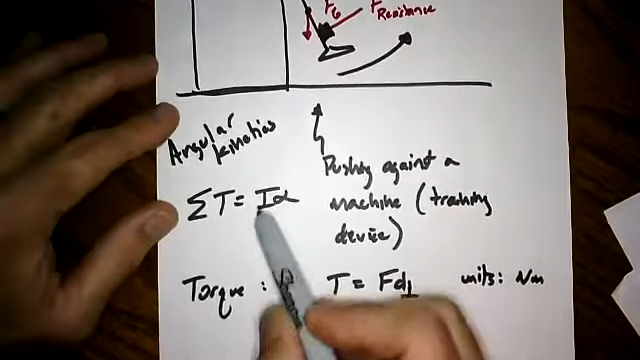 F_G F_Resistance
Angular
kinetics
Pushing against a
ΣT = Iα machine (training
device)
Torque : T = Fd⊥ units: Nm